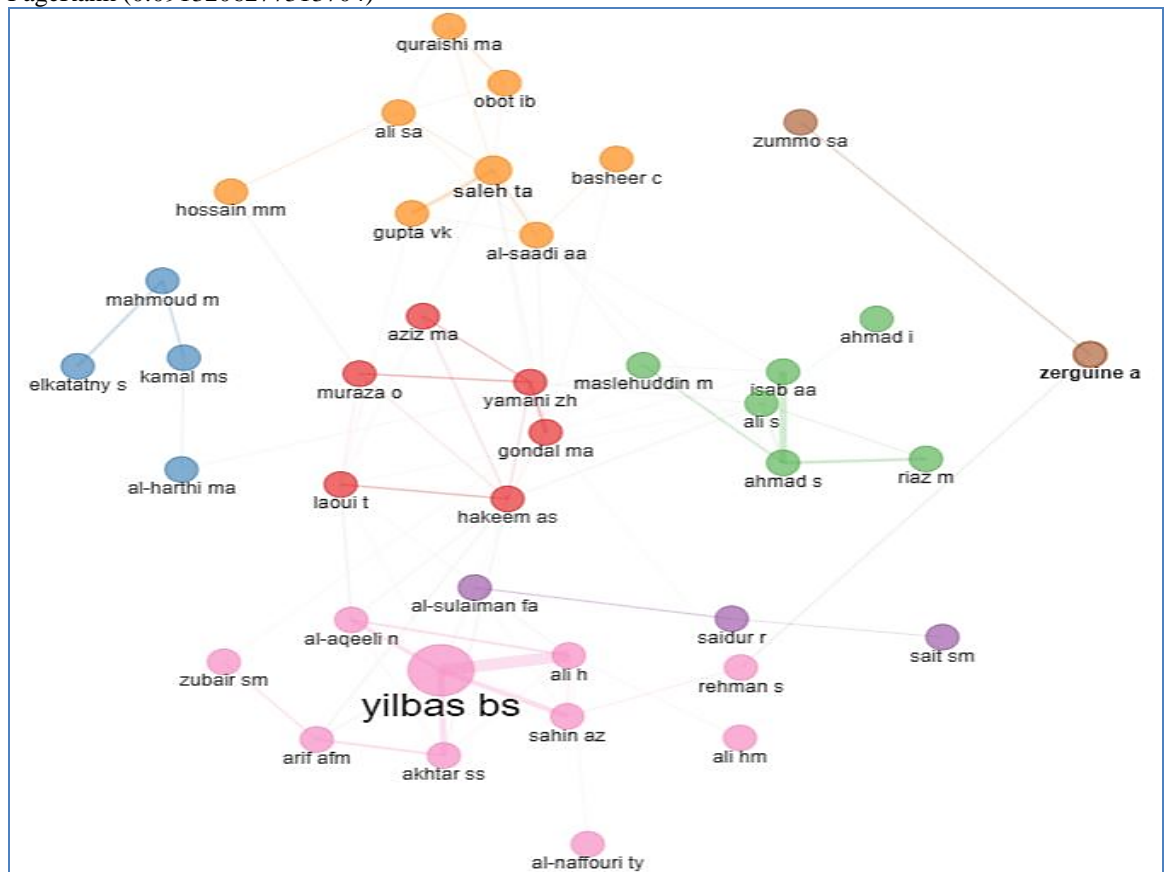 quraishi ma
obot ib
ali sa
zummo sa
basheer c
saleh ta
hossain mm
gupta vk
al-saadi aa
mahmoud m
aziz ma
ahmad i
elkatatny s
kamal ms
muraza o
yamani zh
maslehuddin m
isab aa
zerguine a
ali s
gondal ma
al-harthi ma
laoui t
hakeem as
ahmad s
riaz m
al-sulaiman fa
al-aqeeli n
saidur r
sait sm
zubair sm
ali h
rehman s
yilbas bs
sahin az
arif afm
akhtar ss
ali hm
al-naffouri ty